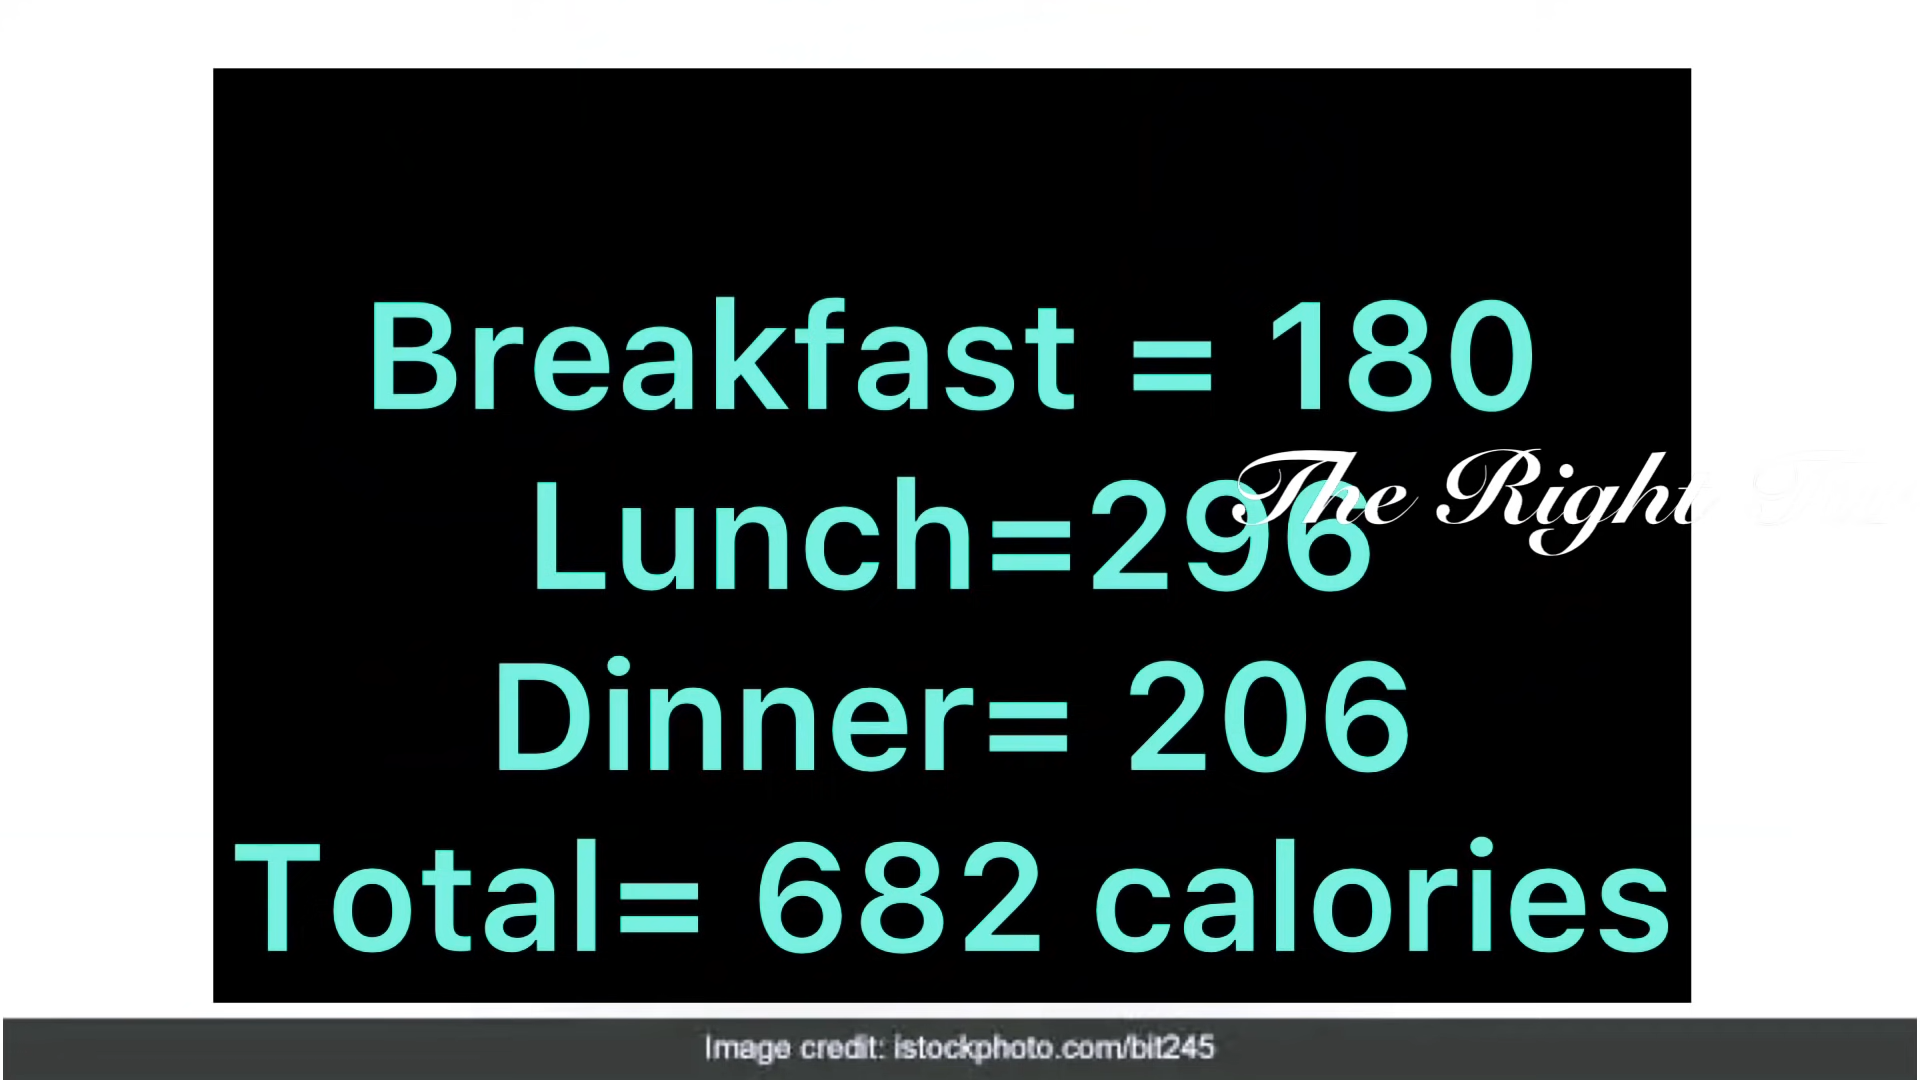 Breakfast = 180
The Right
Lunch=296
Dinner= 206
Total= 682 calories
Image credit: istockphoto.com/bit245